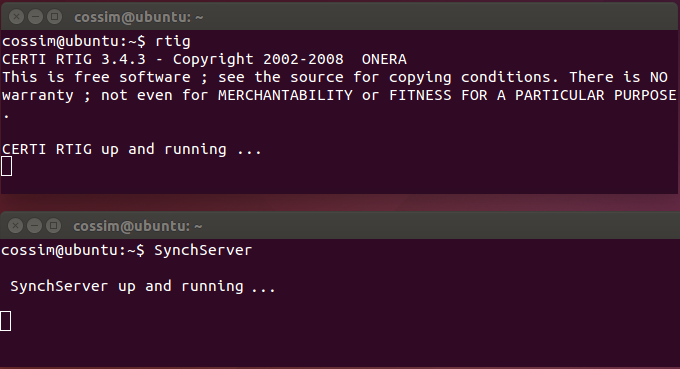 cossim@ubuntu: ~
cossim@ubuntu:~$ rtig
CERTI RTIG 3.4.3 - Copyright 2002-2008  ONERA
This is free software ; see the source for copying conditions. There is NO
warranty ; not even for MERCHANTABILITY or FITNESS FOR A PARTICULAR PURPOSE
.
CERTI RTIG up and running ...
cossim@ubuntu: ~
cossim@ubuntu:~$ SynchServer
SynchServer up and running ...